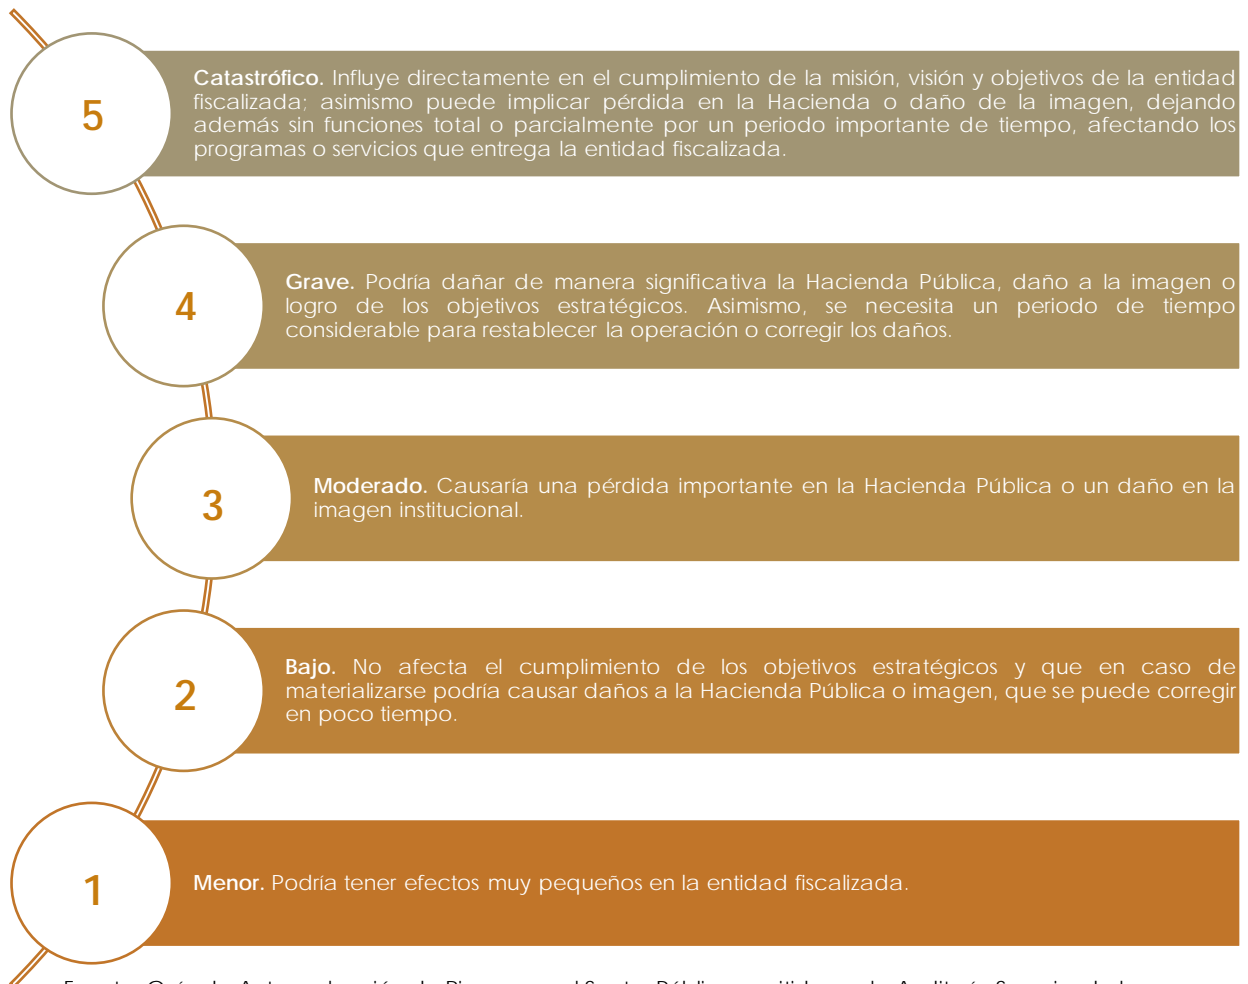 5
Catastrófico. Influye directamente en el cumplimiento de la misión, visión y objetivos de la entidad
fiscalizada; asimismo puede implicar pérdida en la Hacienda o daño de la imagen, dejando
además sin funciones total o parcialmente por un periodo importante de tiempo, afectando los
programas o servicios que entrega la entidad fiscalizada.
4
Grave. Podría dañar de manera significativa la Hacienda Pública, daño a la imagen o
logro de los objetivos estratégicos. Asimismo, se necesita un periodo de tiempo
considerable para restablecer la operación o corregir los daños.
3
Moderado. Causaría una pérdida importante en la Hacienda Pública o un daño en la
imagen institucional.
2
Bajo. No afecta el cumplimiento de los objetivos estratégicos y que en caso de
materializarse podría causar daños a la Hacienda Pública o imagen, que se puede corregir
en poco tiempo.
1
Menor. Podría tener efectos muy pequeños en la entidad fiscalizada.